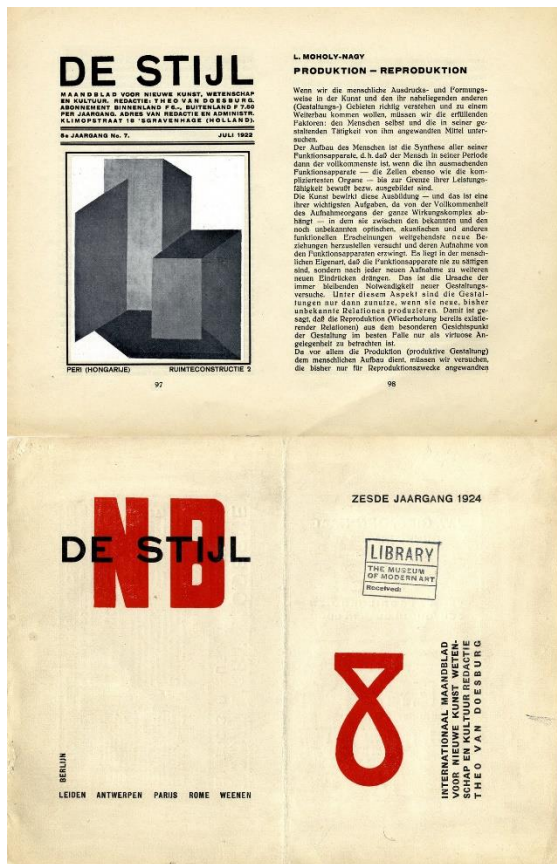 DE STIJL
MAANDBLAD VOOR NIEUWE KUNST, WETENSCHAP
EN KULTUUR. REDACTIE: THEO VAN DOESBURG.
ABONNEMENT BINNENLAND F 6.-, BUITENLAND F 7.50
PER JAARGANG. ADRES VAN REDACTIE EN ADMINISTR.
KLIMOPSTRAAT 18 'SGRAVENHAGE (HOLLAND).
5e JAARGANG No. 7. JULI 1922
PERI (HONGARIJE) RUIMTECONSTRUCTIE 2
97
L. MOHOLY-NAGY
PRODUKTION – REPRODUKTION
Wenn wir die menschliche Ausdrucks- und Formungs-
weise in der Kunst und den ihr naheliegenden anderen
(Gestaltungs-) Gebieten richtig verstehen und zu einem
Weiterbau kommen wollen, müssen wir die erfüllenden
Faktoren: den Menschen selbst und die in seiner ge-
staltenden Tätigkeit von ihm angewandten Mittel unter-
suchen.
Der Aufbau des Menschen ist die Synthese aller seiner
Funktionsapparate, d. h. daß der Mensch in seiner Periode
dann der vollkommenste ist, wenn die ihn ausmachenden
Funktionsapparate — die Zellen ebenso wie die kom-
pliziertesten Organe — bis zur Grenze ihrer Leistungs-
fähigkeit bewußt bezw. ausgebildet sind.
Die Kunst bewirkt diese Ausbildung — und das ist eine
ihrer wichtigsten Aufgaben, da von der Vollkommenheit
des Aufnahmeorgans der ganze Wirkungskomplex ab-
hängt — in dem sie zwischen den bekannten und den
noch unbekannten optischen, akustischen und anderen
funktionellen Erscheinungen weitgehendste neue Be-
ziehungen herzustellen versucht und deren Aufnahme von
den Funktionsapparaten erzwingt. Es liegt in der mensch-
lichen Eigenart, daß die Funktionsapparate nie zu sättigen
sind, sondern nach jeder neuen Aufnahme zu weiteren
neuen Eindrücken drängen. Das ist die Ursache der
immer bleibenden Notwendigkeit neuer Gestaltungs-
versuche. Unter diesem Aspekt sind die Gestal-
tungen nur dann zunutze, wenn sie neue, bisher
unbekannte Relationen produzieren. Damit ist ge-
sagt, daß die Reproduktion (Wiederholung bereits existie-
render Relationen) aus dem besonderen Gesichtspunkt
der Gestaltung im besten Falle nur als virtuose An-
gelegenheit zu betrachten ist.
Da vor allem die Produktion (produktive Gestaltung)
dem menschlichen Aufbau dient, müssen wir versuchen,
die bisher nur für Reproduktionszwecke angewandten
98
NB
DE STIJL
BERLIJN
LEIDEN ANTWERPEN PARIJS ROME WEENEN
ZESDE JAARGANG 1924
LIBRARY
THE MUSEUM
OF MODERN ART
Received:
8
INTERNATIONAAL MAANDBLAD
VOOR NIEUWE KUNST WETEN-
SCHAP EN KULTUUR REDACTIE
THEO VAN DOESBURG